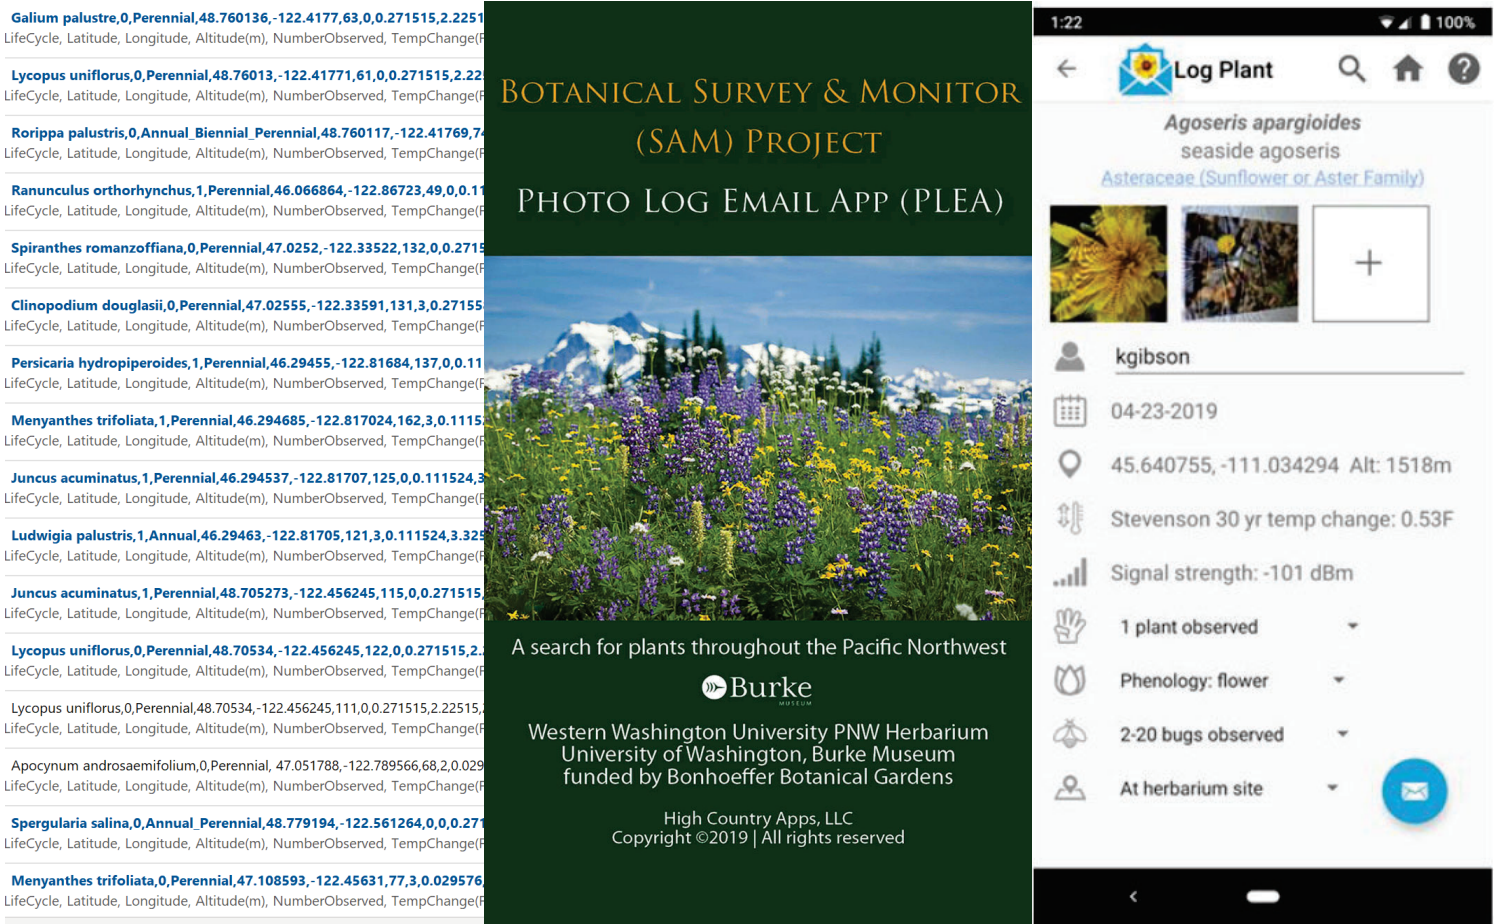 Galium palustre,0,Perennial,48.760136,-122.4177,63,0,0.271515,2.2251
LifeCycle, Latitude, Longitude, Altitude(m), NumberObserved, TempChange(F
Lycopus uniflorus,0,Perennial,48.76013,-122.41771,61,0,0.271515,2.22
LifeCycle, Latitude, Longitude, Altitude(m), NumberObserved, TempChange(F
Rorippa palustris,0,Annual_Biennial_Perennial,48.760117,-122.41769,74
LifeCycle, Latitude, Longitude, Altitude(m), NumberObserved, TempChange(F
Ranunculus orthorhynchus,1,Perennial,46.066864,-122.86723,49,0,0.11
LifeCycle, Latitude, Longitude, Altitude(m), NumberObserved, TempChange(F
Spiranthes romanzoffiana,0,Perennial,47.0252,-122.33522,132,0,0.2715
LifeCycle, Latitude, Longitude, Altitude(m), NumberObserved, TempChange(F
Clinopodium douglasii,0,Perennial,47.02555,-122.33591,131,3,0.27155
LifeCycle, Latitude, Longitude, Altitude(m), NumberObserved, TempChange(F
Persicaria hydropiperoides,1,Perennial,46.29455,-122.81684,137,0,0.11
LifeCycle, Latitude, Longitude, Altitude(m), NumberObserved, TempChange(F
Menyanthes trifoliata,1,Perennial,46.294685,-122.817024,162,3,0.1115
LifeCycle, Latitude, Longitude, Altitude(m), NumberObserved, TempChange(F
Juncus acuminatus,1,Perennial,46.294537,-122.81707,125,0,0.111524,3
LifeCycle, Latitude, Longitude, Altitude(m), NumberObserved, TempChange(F
Ludwigia palustris,1,Annual,46.29463,-122.81705,121,3,0.111524,3.325
LifeCycle, Latitude, Longitude, Altitude(m), NumberObserved, TempChange(F
Juncus acuminatus,1,Perennial,48.705273,-122.456245,115,0,0.271515,
LifeCycle, Latitude, Longitude, Altitude(m), NumberObserved, TempChange(F
Lycopus uniflorus,0,Perennial,48.70534,-122.456245,122,0,0.271515,2.
LifeCycle, Latitude, Longitude, Altitude(m), NumberObserved, TempChange(F
Lycopus uniflorus,0,Perennial,48.70534,-122.456245,111,0,0.271515,2.22515,
LifeCycle, Latitude, Longitude, Altitude(m), NumberObserved, TempChange(F
Apocynum androsaemifolium,0,Perennial, 47.051788,-122.789566,68,2,0.029
LifeCycle, Latitude, Longitude, Altitude(m), NumberObserved, TempChange(F
Spergularia salina,0,Annual_Perennial,48.779194,-122.561264,0,0,0.271
LifeCycle, Latitude, Longitude, Altitude(m), NumberObserved, TempChange(F
Menyanthes trifoliata,0,Perennial,47.108593,-122.45631,77,3,0.029576,
LifeCycle, Latitude, Longitude, Altitude(m), NumberObserved, TempChange(F
Botanical Survey & Monitor
(SAM) Project
Photo Log Email App (PLEA)
A search for plants throughout the Pacific Northwest
Burke
MUSEUM
Western Washington University PNW Herbarium
University of Washington, Burke Museum
funded by Bonhoeffer Botanical Gardens
High Country Apps, LLC
Copyright ©2019 | All rights reserved
1:22 100%
Log Plant ?
Agoseris apargioides
seaside agoseris
Asteraceae (Sunflower or Aster Family)
+
kgibson
04-23-2019
45.640755, -111.034294 Alt: 1518m
Stevenson 30 yr temp change: 0.53F
Signal strength: -101 dBm
1 plant observed
Phenology: flower
2-20 bugs observed
At herbarium site